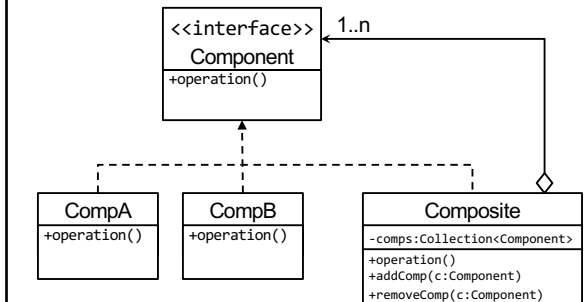 <<interface>>
Component
+operation()
1..n
CompA
+operation()
CompB
+operation()
Composite
-comps:Collection<Component>
+operation()
+addComp(c:Component)
+removeComp(c:Component)